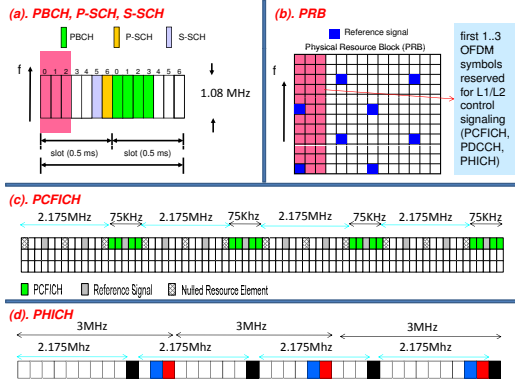 (a). PBCH, P-SCH, S-SCH
PBCH P-SCH S-SCH
f
0 1 2 3 4 5 6 0 1 2 3 4 5 6
1.08 MHz
slot (0.5 ms) slot (0.5 ms)
(b). PRB
Reference signal
Physical Resource Block (PRB)
f
first 1..3
OFDM
symbols
reserved
for L1/L2
control
signaling
(PCFICH,
PDCCH,
PHICH)
(c). PCFICH
2.175MHz 75KHz 2.175MHz 75Khz 2.175MHz 75KHz 2.175MHz 75KHz
PCFICH Reference Signal Nulled Resource Element
(d). PHICH
3MHz 3MHz 3MHz
2.175MHz 2.175MHz 2.175MHz 2.175MHz